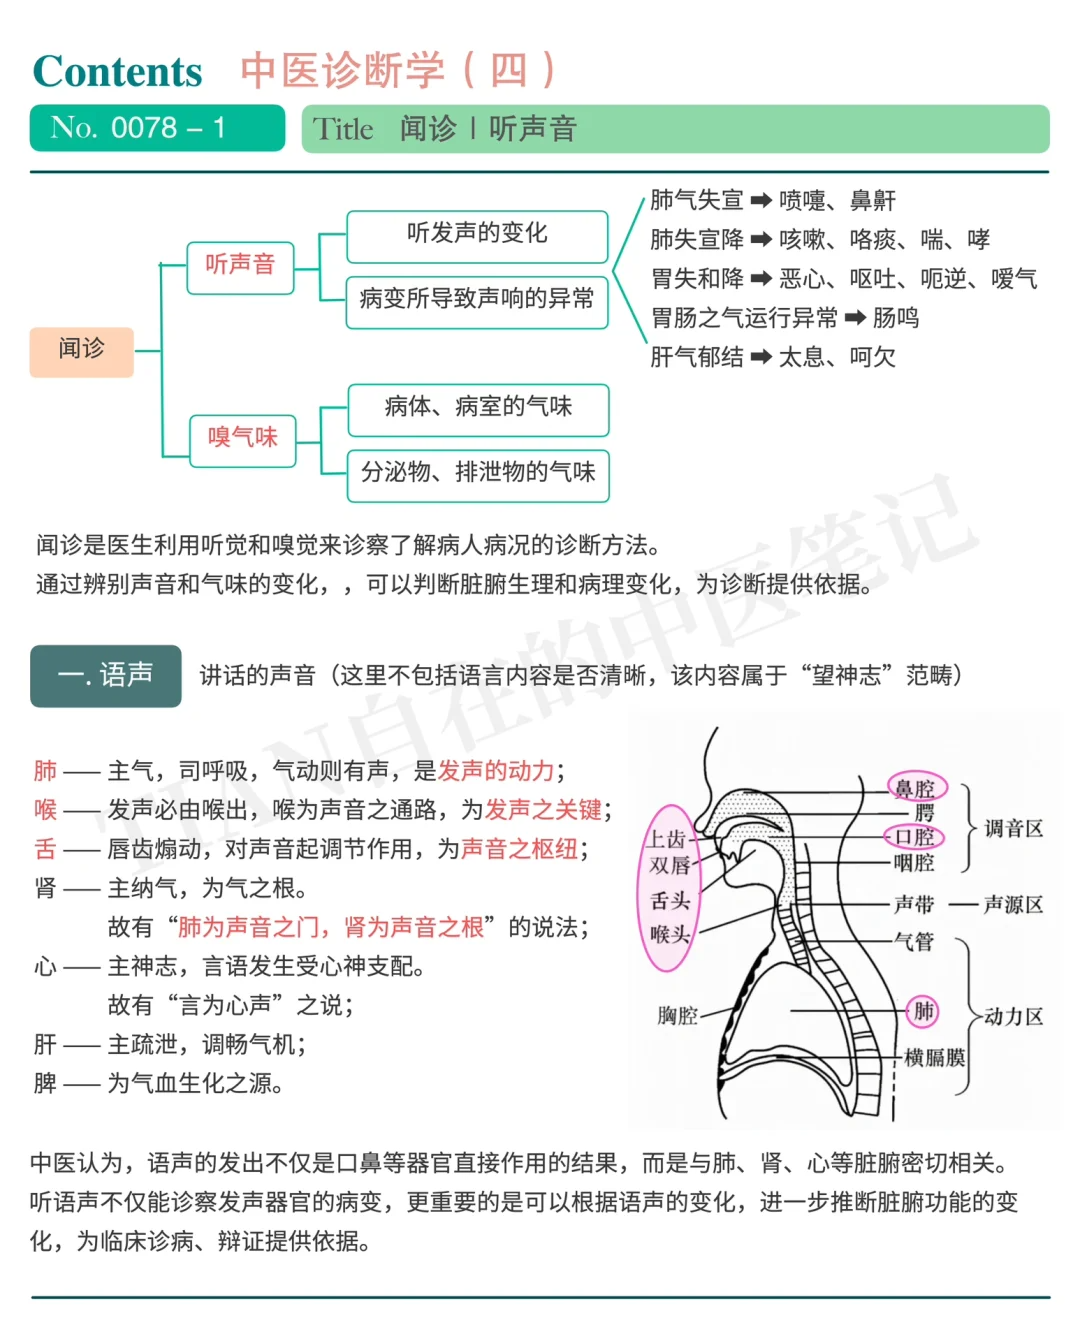 Contents 中医诊断学（四）
No. 0078 – 1
Title 闻诊 | 听声音
闻诊
听声音
听发声的变化
病变所导致声响的异常
肺气失宣 ➡ 喷嚏、鼻鼾
肺失宣降 ➡ 咳嗽、咯痰、喘、哮
胃失和降 ➡ 恶心、呕吐、呃逆、嗳气
胃肠之气运行异常 ➡ 肠鸣
肝气郁结 ➡ 太息、呵欠
嗅气味
病体、病室的气味
分泌物、排泄物的气味
闻诊是医生利用听觉和嗅觉来诊察了解病人病况的诊断方法。
通过辨别声音和气味的变化，，可以判断脏腑生理和病理变化，为诊断提供依据。
一. 语声 讲话的声音（这里不包括语言内容是否清晰，该内容属于“望神志”范畴）
肺 —— 主气，司呼吸，气动则有声，是发声的动力；
喉 —— 发声必由喉出，喉为声音之通路，为发声之关键；
舌 —— 唇齿煽动，对声音起调节作用，为声音之枢纽；
肾 —— 主纳气，为气之根。
故有“肺为声音之门，肾为声音之根”的说法；
心 —— 主神志，言语发生受心神支配。
故有“言为心声”之说；
肝 —— 主疏泄，调畅气机；
脾 —— 为气血生化之源。
上齿
双唇
舌头
喉头
胸腔
鼻腔
腭
口腔
咽腔
调音区
声带 — 声源区
气管
肺
横膈膜
动力区
中医认为，语声的发出不仅是口鼻等器官直接作用的结果，而是与肺、肾、心等脏腑密切相关。
听语声不仅能诊察发声器官的病变，更重要的是可以根据语声的变化，进一步推断脏腑功能的变
化，为临床诊病、辩证提供依据。
TIAN自在的中医笔记